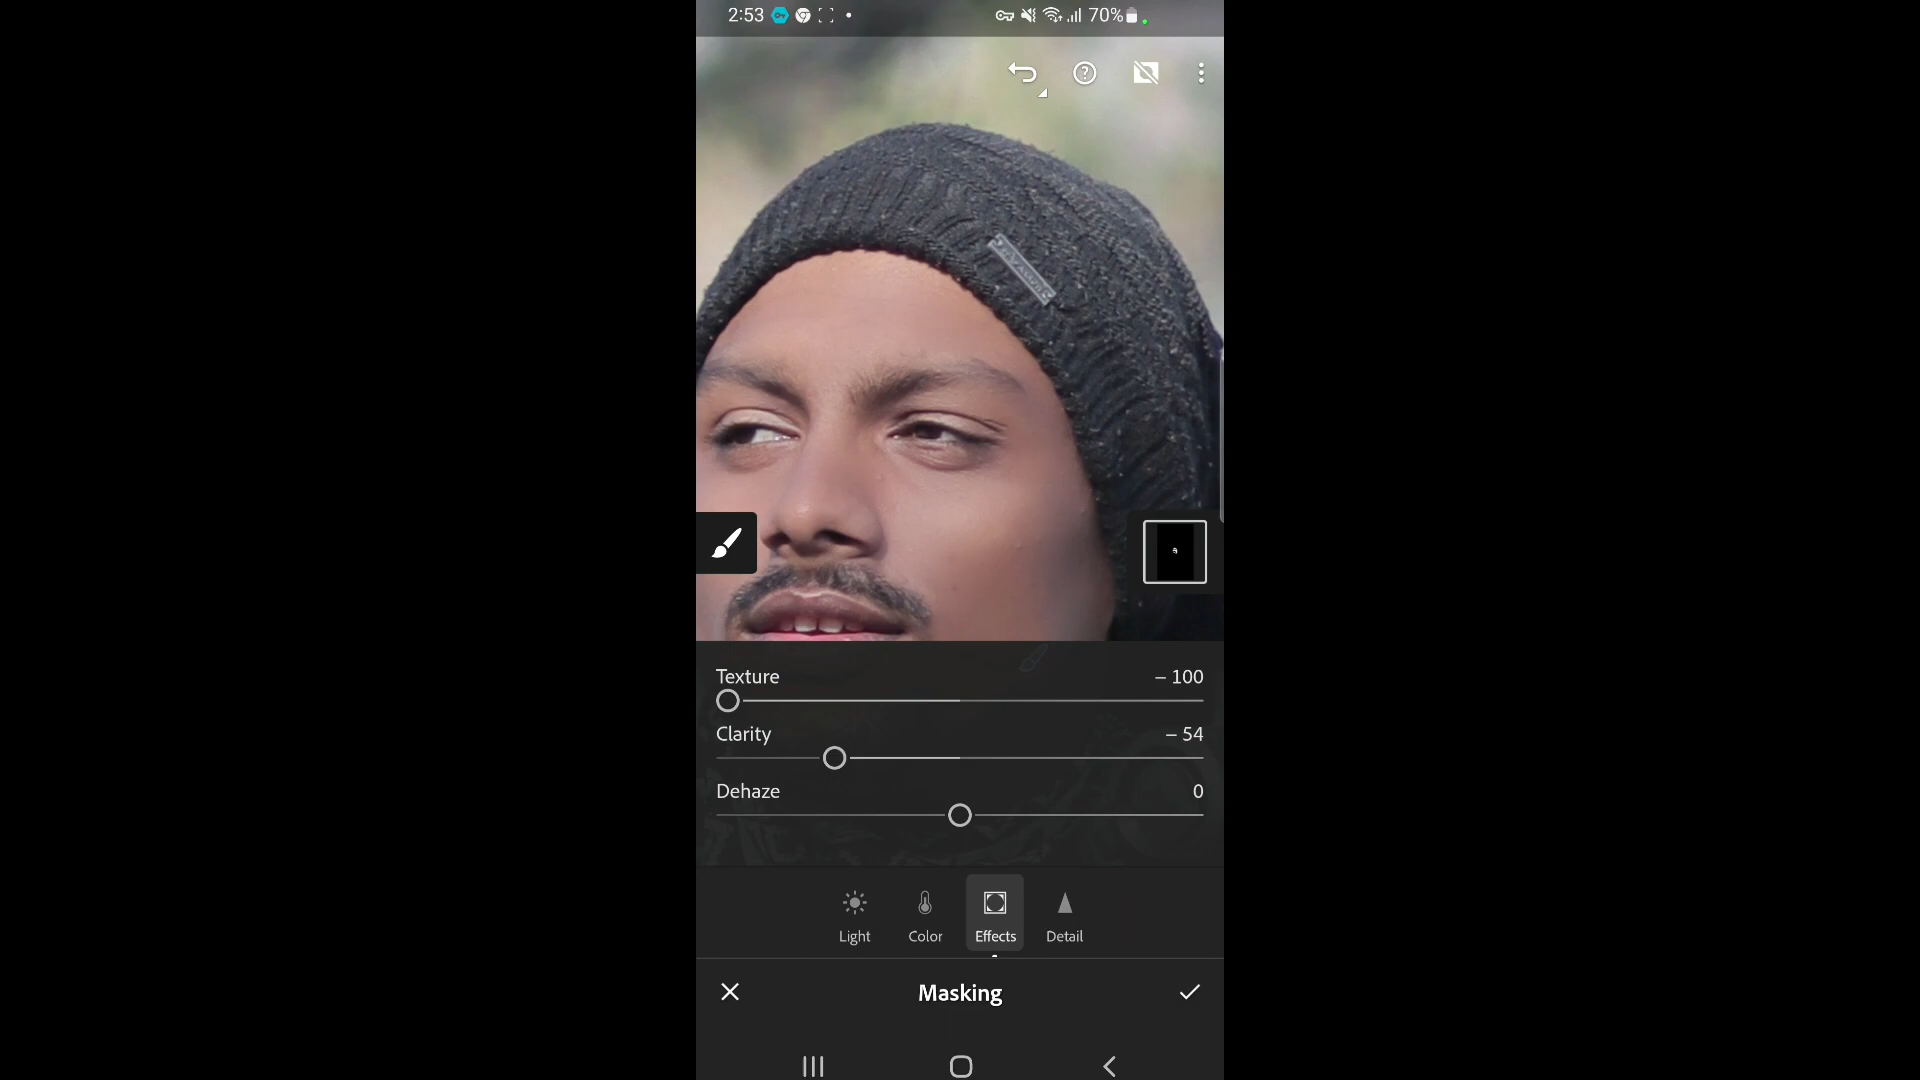 2:53
70%
Texture
– 100
Clarity
– 54
Dehaze
0
Light
Color
Effects
Detail
Masking